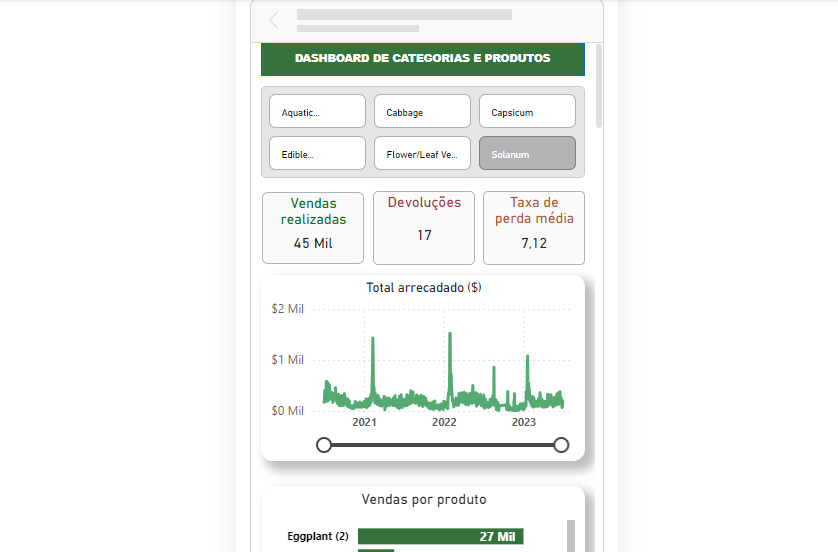 DASHBOARD DE CATEGORIAS E PRODUTOS
Aquatic...
Cabbage
Capsicum
Edible...
Flower/Leaf Ve...
Solanum
Vendas
realizadas
45 Mil
Devoluções
17
Taxa de
perda média
7,12
Total arrecadado ($)
$2 Mil
$1 Mil
$0 Mil
2021
2022
2023
Vendas por produto
Eggplant (2)
27 Mil